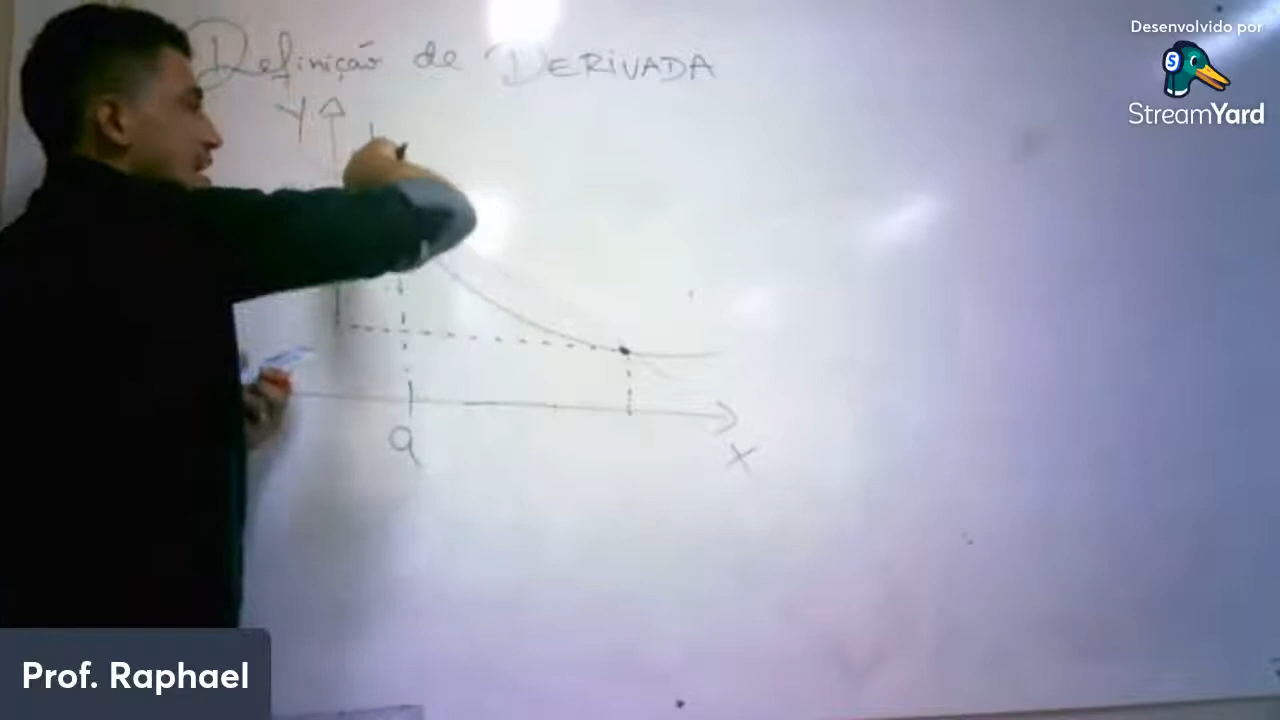 Definição de DERIVADA
Desenvolvido por
StreamYard
Y
a
X
Prof. Raphael